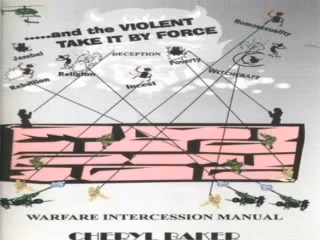 .....and the VIOLENT
TAKE IT BY FORCE
Homosexuality
Jezebel
DECEPTION
Poverty
Rebellion
Religion
Incest
WITCHCRAFT
WARFARE INTERCESSION MANUAL
CHERYL BAKER